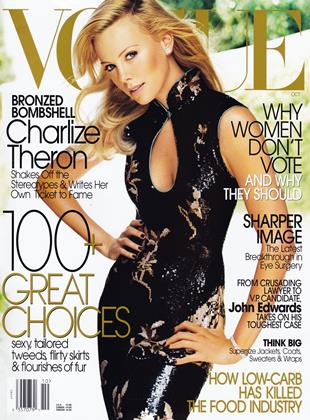 VOGUE
OCT
BRONZED
BOMBSHELL
Charlize
Theron
Shakes Off the
Stereotypes & Writes Her
Own Ticket to Fame
100+
GREAT
CHOICES
sexy, tailored
tweeds, flirty skirts
& flourishes of fur
WHY
WOMEN
DON'T
VOTE
AND WHY
THEY SHOULD
SHARPER
IMAGE
The Latest
Breakthrough in
Eye Surgery
FROM CRUSADING
LAWYER TO
V.P. CANDIDATE,
John Edwards
TAKES ON HIS
TOUGHEST CASE
THINK BIG
Supersize Jackets, Coats,
Sweaters & Wraps
HOW LOW-CARB
HAS KILLED
THE FOOD INDUSTRY